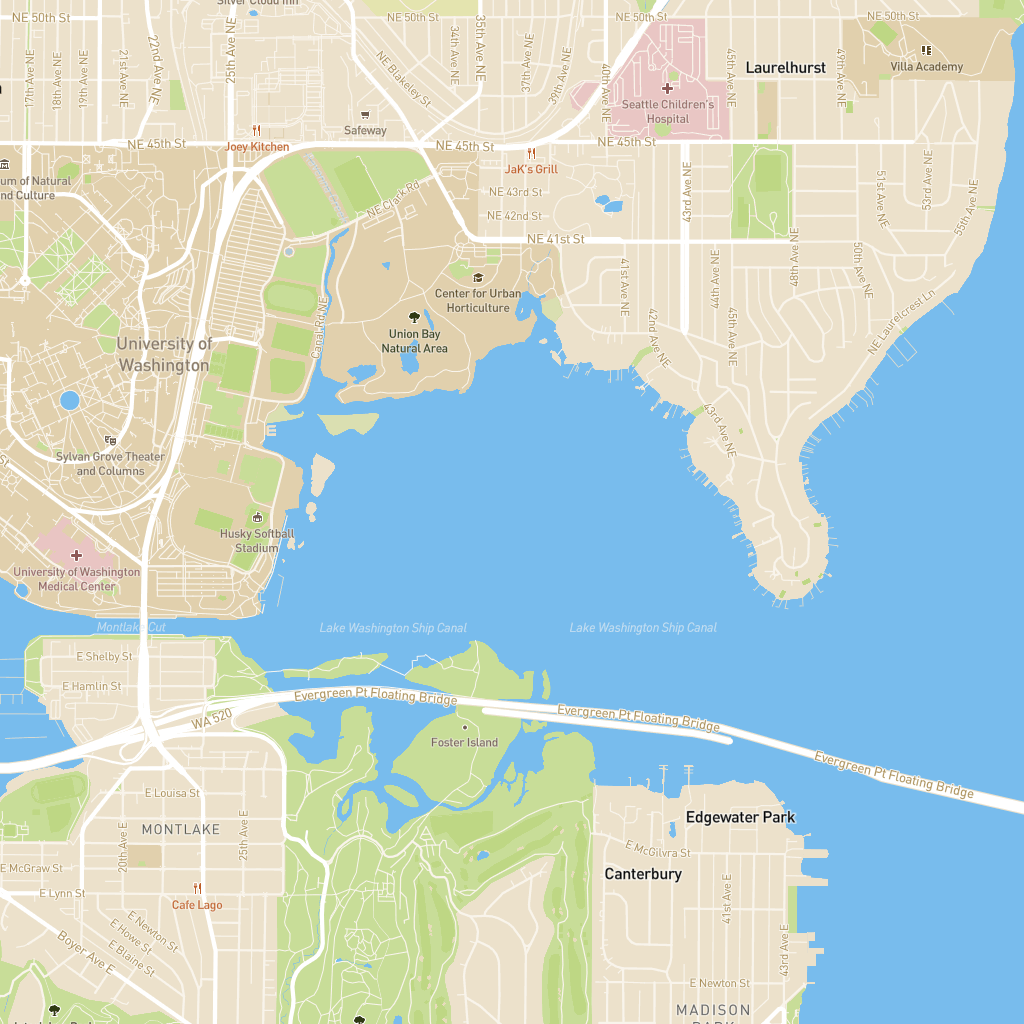 Silver Cloud Inn
NE 50th St
NE 50th St
NE 50th St
35th Ave NE
34th Ave NE
22nd Ave NE
25th Ave NE
17th Ave NE
18th Ave NE
19th Ave NE
21st Ave NE
NE Blakeley St
37th Ave NE
39th Ave NE
40th Ave NE
45th Ave NE
49th Ave NE
Villa Academy
Laurelhurst
Seattle Children's
Hospital
Safeway
Joey Kitchen
NE 45th St
NE 45th St
NE 45th St
JaK's Grill
um of Natural
nd Culture
NE Clark Rd
NE 43rd St
NE 42nd St
NE 41st St
43rd Ave NE
51st Ave NE
53rd Ave NE
55th Ave NE
48th Ave NE
50th Ave NE
44th Ave NE
41st Ave NE
42nd Ave NE
45th Ave NE
NE Laurelcrest Ln
43rd Ave NE
Center for Urban
Horticulture
Union Bay
Natural Area
Canal Rd NE
University of
Washington
Sylvan Grove Theater
and Columns
St
Husky Softball
Stadium
University of Washington
Medical Center
Montlake Cut
Lake Washington Ship Canal
Lake Washington Ship Canal
E Shelby St
E Hamlin St
WA 520
Evergreen Pt Floating Bridge
Evergreen Pt Floating Bridge
Evergreen Pt Floating Bridge
Foster Island
E Louisa St
MONTLAKE
20th Ave E
25th Ave E
E McGraw St
E Lynn St
Cafe Lago
E Newton St
E Howe St
E Blaine St
Boyer Ave E
Edgewater Park
E McGilvra St
Canterbury
41st Ave E
43rd Ave E
E Newton St
MADISON
PARK